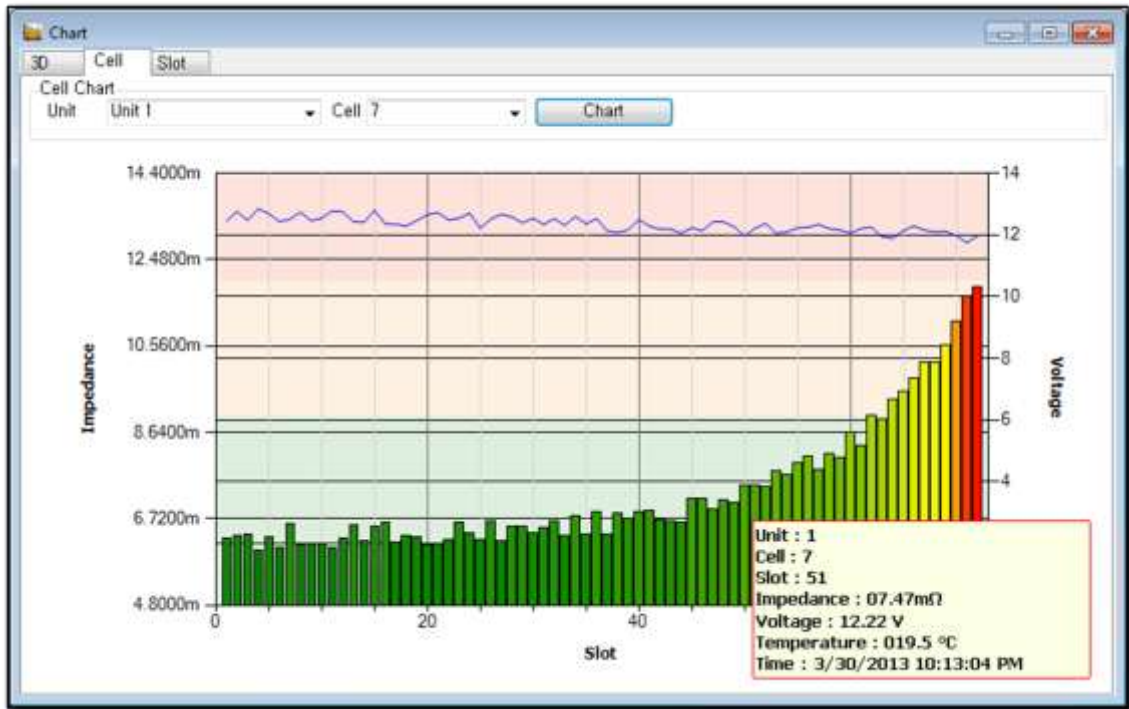 Chart
3D Cell Slot
Cell Chart
Unit Unit 1 Cell 7 Chart
14.4000m 14
12
12.4800m
10
10.5600m
8
Impedance Voltage
6
8.6400m
4
6.7200m
4.8000m
0 20 40
Slot
Unit : 1
Cell : 7
Slot : 51
Impedance : 07.47mΩ
Voltage : 12.22 V
Temperature : 019.5 ºC
Time : 3/30/2013 10:13:04 PM